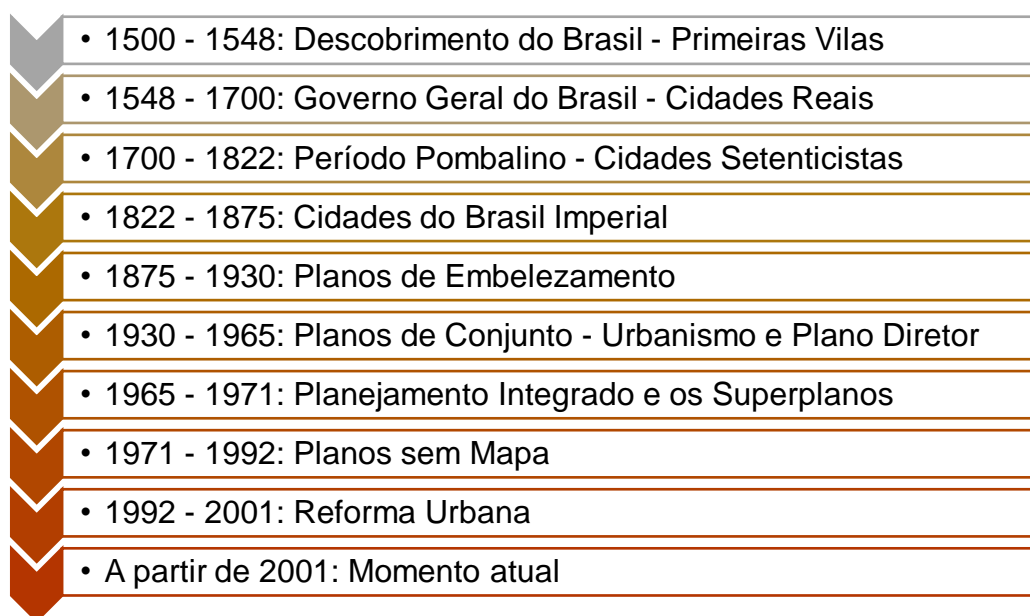 • 1500 - 1548: Descobrimento do Brasil - Primeiras Vilas
• 1548 - 1700: Governo Geral do Brasil - Cidades Reais
• 1700 - 1822: Período Pombalino - Cidades Setenticistas
• 1822 - 1875: Cidades do Brasil Imperial
• 1875 - 1930: Planos de Embelezamento
• 1930 - 1965: Planos de Conjunto - Urbanismo e Plano Diretor
• 1965 - 1971: Planejamento Integrado e os Superplanos
• 1971 - 1992: Planos sem Mapa
• 1992 - 2001: Reforma Urbana
• A partir de 2001: Momento atual